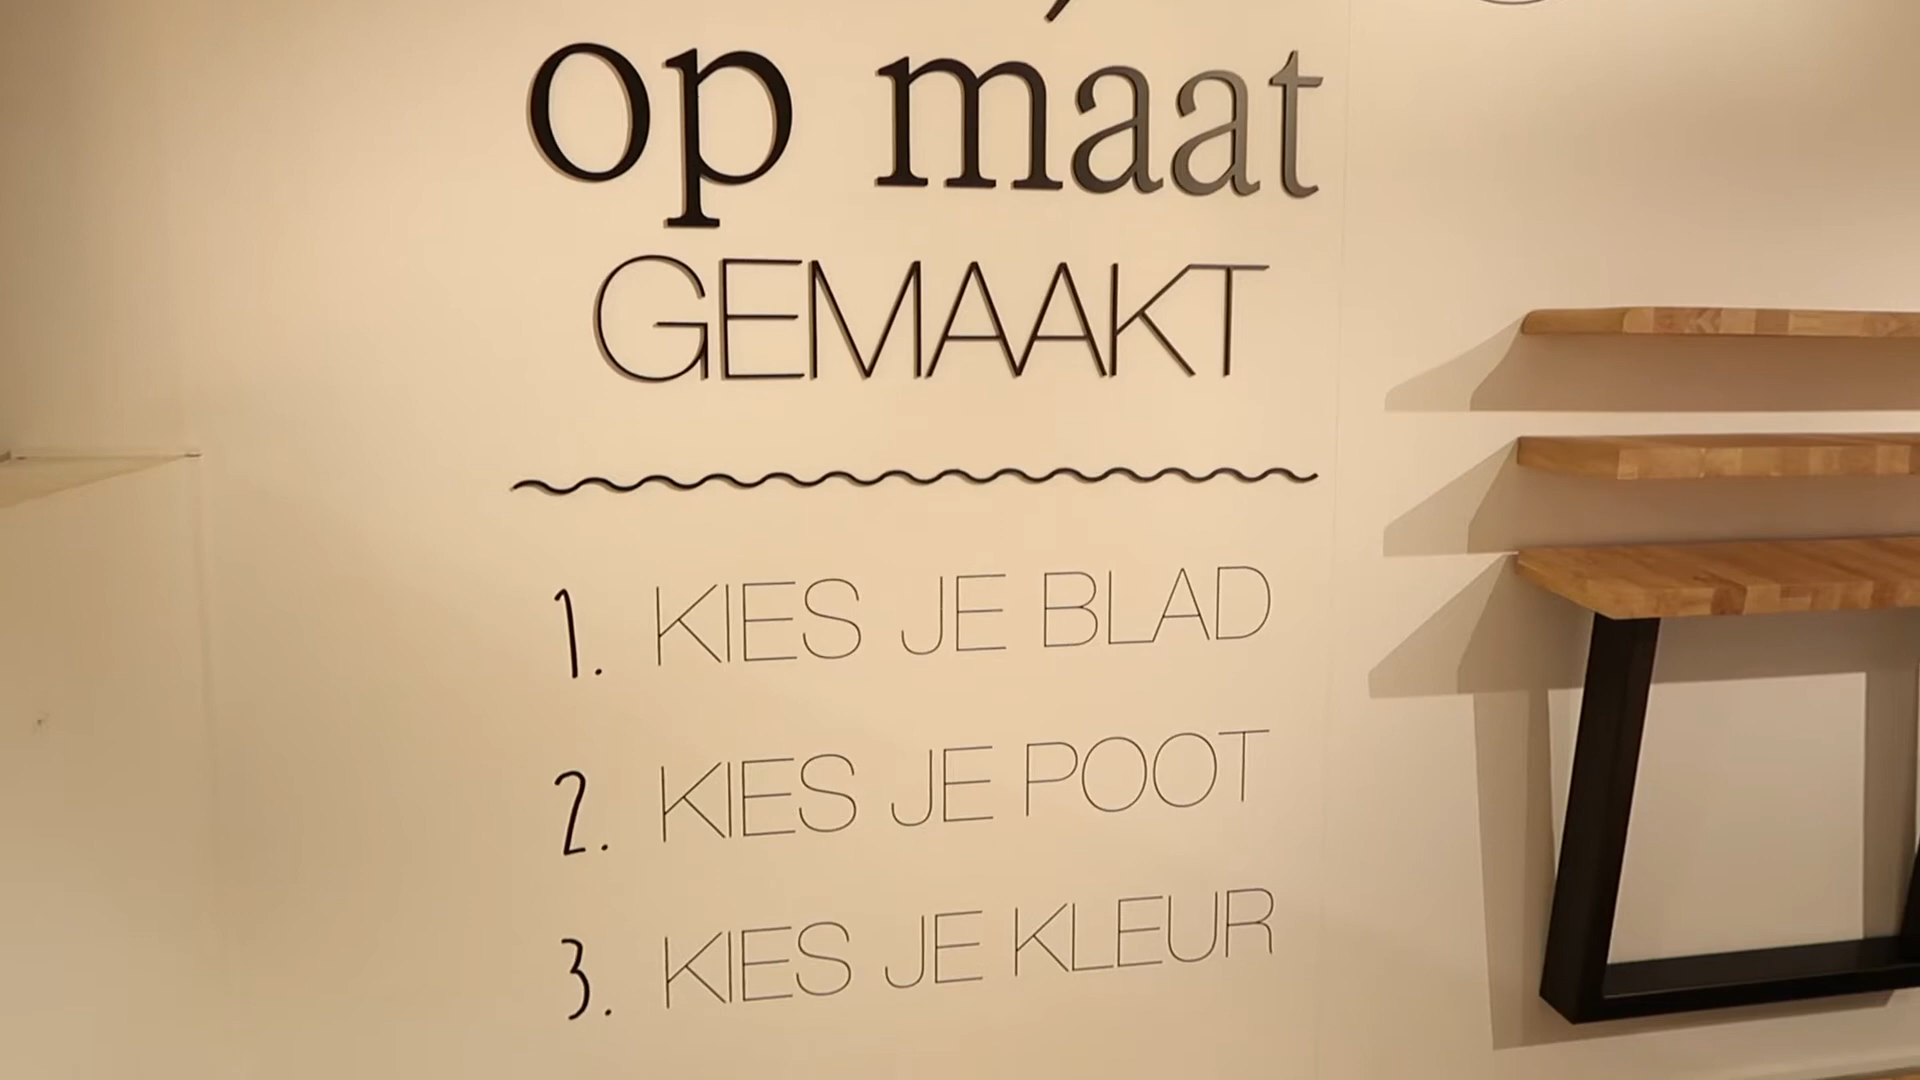 op maat
GEMAAKT
1. KIES JE BLAD
2. KIES JE POOT
3. KIES JE KLEUR